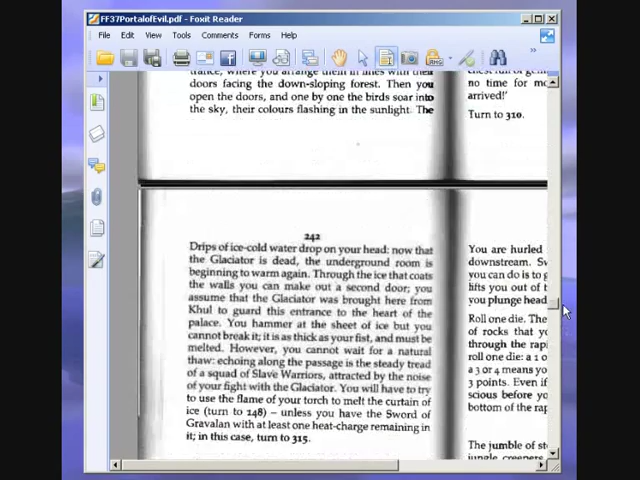 FF37PortalofEvil.pdf - Foxit Reader
File Edit View Tools Comments Forms Help
doors facing the down-sloping forest. Then you
open the doors, and one by one the birds soar into
the sky, their colours flashing in the sunlight. The
no time for
arrived!'
Turn to 310.
242
Drips of ice-cold water drop on your head: now that
the Glaciator is dead, the underground room is
beginning to warm again. Through the ice that coats
the walls you can make out a second door; you
assume that the Glaciator was brought here from
Khul to guard this entrance to the heart of the
palace. You hammer at the sheet of ice but you
cannot break it; it is as thick as your fist, and must be
melted. However, you cannot wait for a natural
thaw: echoing along the passage is the steady tread
of a squad of Slave Warriors, attracted by the noise
of your fight with the Glaciator. You will have to try
to use the flame of your torch to melt the curtain of
ice (turn to 148) – unless you have the Sword of
Gravalan with at least one heat-charge remaining in
it; in this case, turn to 315.
You are hurled
downstream.
you can do is to
lifts you out of
you plunge head
Roll one die. The
of rocks that
through the
roll one die: a 1
a 3 or 4 means
3 points. Even if
scious before
bottom of the rap
The jumble of
jungle creepers